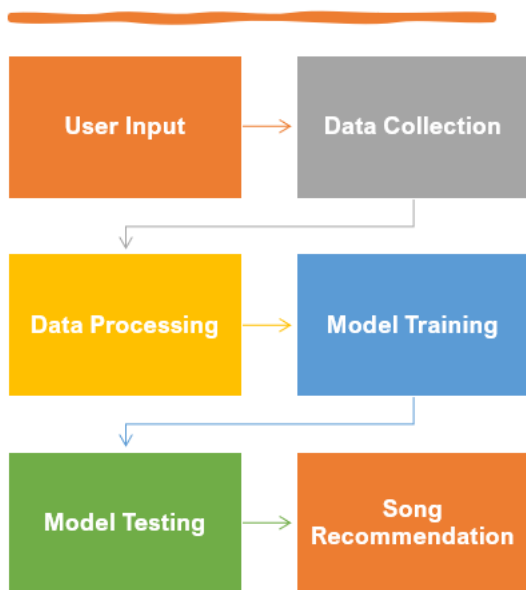 User Input
Data Collection
Data Processing
Model Training
Model Testing
Song
Recommendation